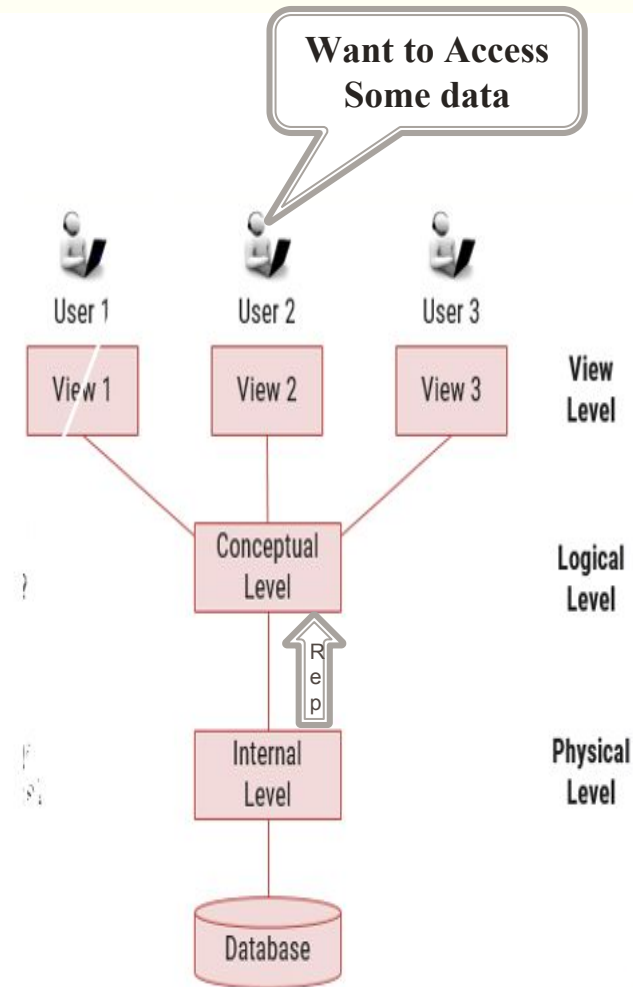 Want to Access
Some data
User 1
User 2
User 3
View 1
View 2
View 3
View
Level
Conceptual
Level
Logical
Level
R
e
p
Internal
Level
Physical
Level
Database